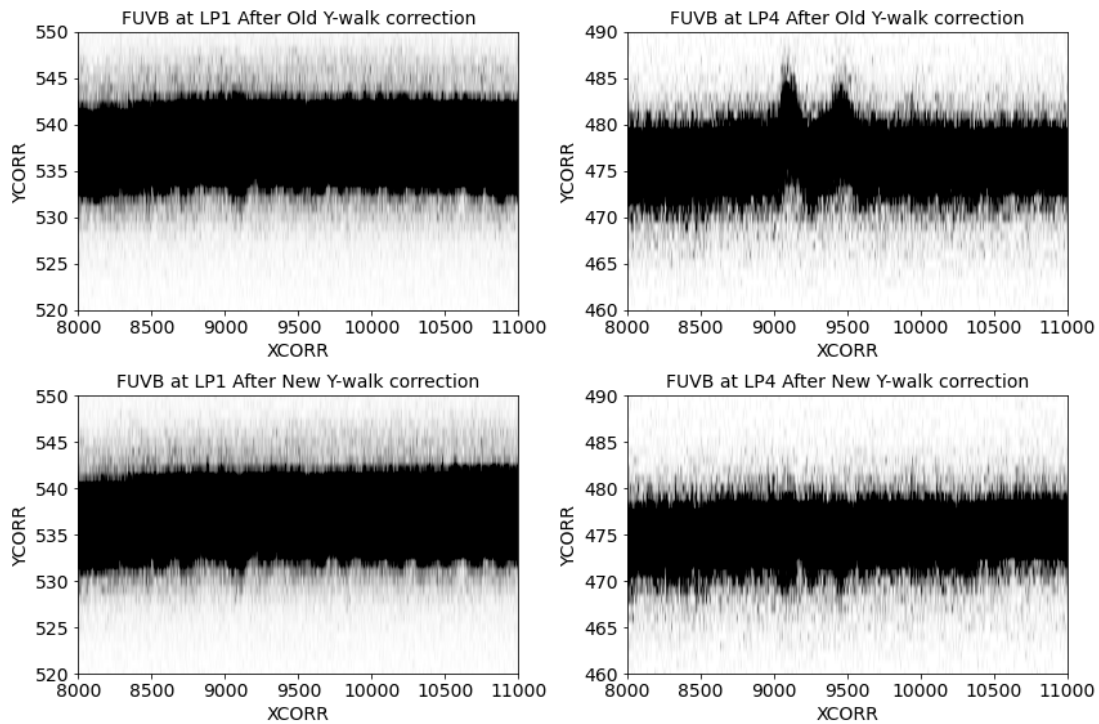 FUVB at LP1 After Old Y-walk correction
550
545
540
535
530
525
520
YCORR
8000 8500 9000 9500 10000 10500 11000
XCORR
FUVB at LP4 After Old Y-walk correction
490
485
480
475
470
465
460
YCORR
8000 8500 9000 9500 10000 10500 11000
XCORR
FUVB at LP1 After New Y-walk correction
550
545
540
535
530
525
520
YCORR
8000 8500 9000 9500 10000 10500 11000
XCORR
FUVB at LP4 After New Y-walk correction
490
485
480
475
470
465
460
YCORR
8000 8500 9000 9500 10000 10500 11000
XCORR